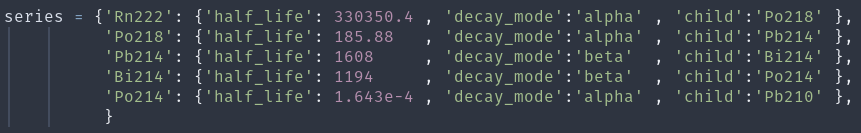 series = {'Rn222': {'half_life': 330350.4 , 'decay_mode':'alpha' , 'child':'Po218' },
'Po218': {'half_life': 185.88 , 'decay_mode':'alpha' , 'child':'Pb214' },
'Pb214': {'half_life': 1608 , 'decay_mode':'beta' , 'child':'Bi214' },
'Bi214': {'half_life': 1194 , 'decay_mode':'beta' , 'child':'Po214' },
'Po214': {'half_life': 1.643e-4 , 'decay_mode':'alpha' , 'child':'Pb210' },
}